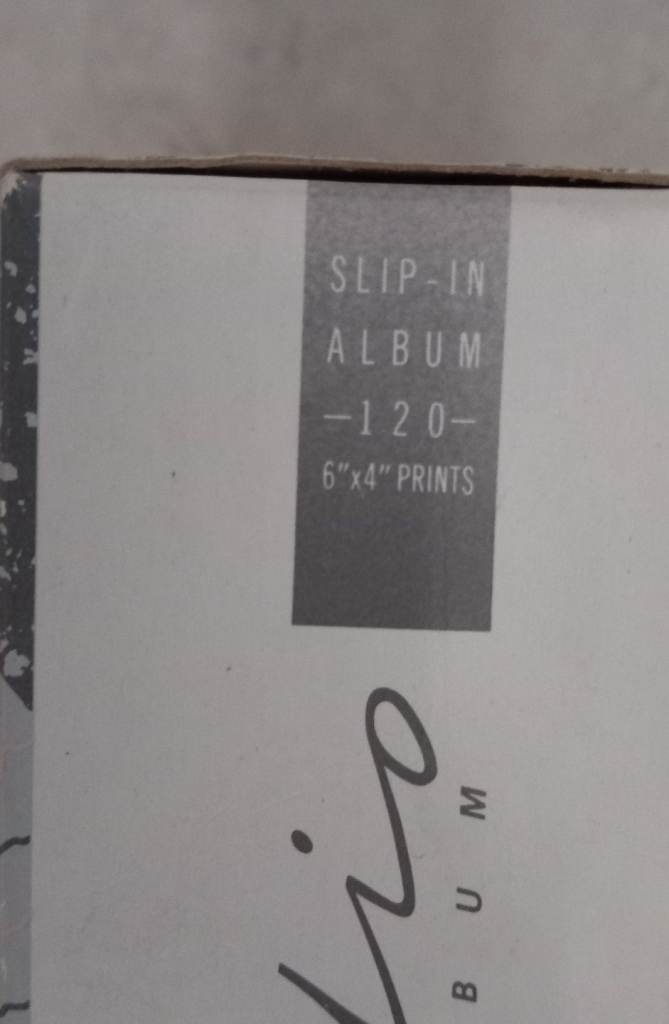 SLIP-IN
ALBUM
—120—
6"x4" PRINTS